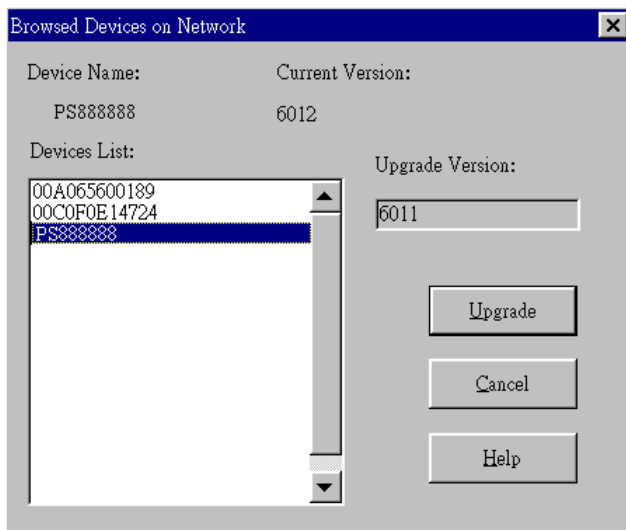 Browsed Devices on Network
Device Name:
Current Version:
PS888888
6012
Devices List:
Upgrade Version:
00A065600189
00C0F0E14724
PS888888
6011
Upgrade
Cancel
Help